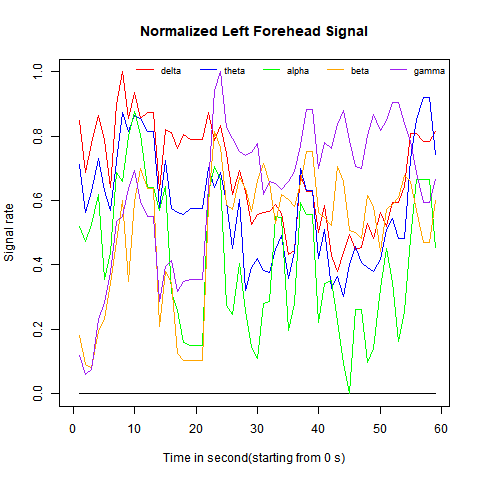 Normalized Left Forehead Signal
delta theta alpha beta gamma
Signal rate
1.0
0.8
0.6
0.4
0.2
0.0
0 10 20 30 40 50 60
Time in second(starting from 0 s)